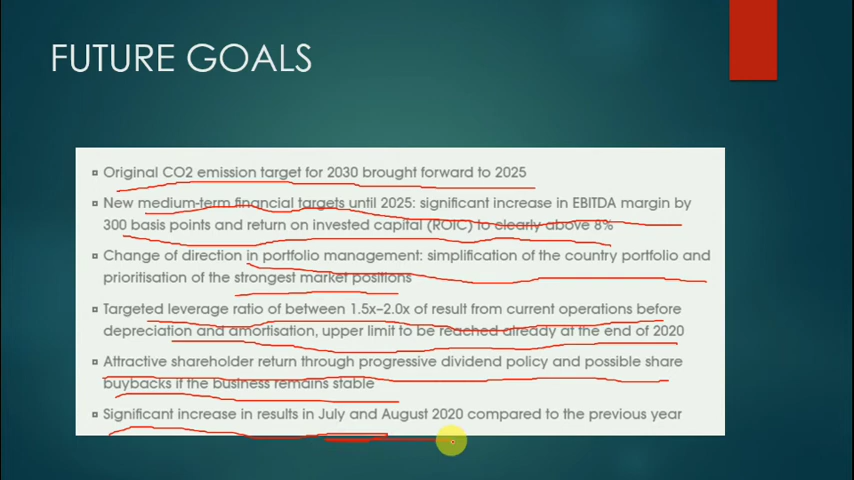 FUTURE GOALS
▫ Original CO2 emission target for 2030 brought forward to 2025
▫ New medium-term financial targets until 2025: significant increase in EBITDA margin by
300 basis points and return on invested capital (ROIC) to clearly above 8%
▫ Change of direction in portfolio management: simplification of the country portfolio and
prioritisation of the strongest market positions
▫ Targeted leverage ratio of between 1.5x–2.0x of result from current operations before
depreciation and amortisation, upper limit to be reached already at the end of 2020
▫ Attractive shareholder return through progressive dividend policy and possible share
buybacks if the business remains stable
▫ Significant increase in results in July and August 2020 compared to the previous year